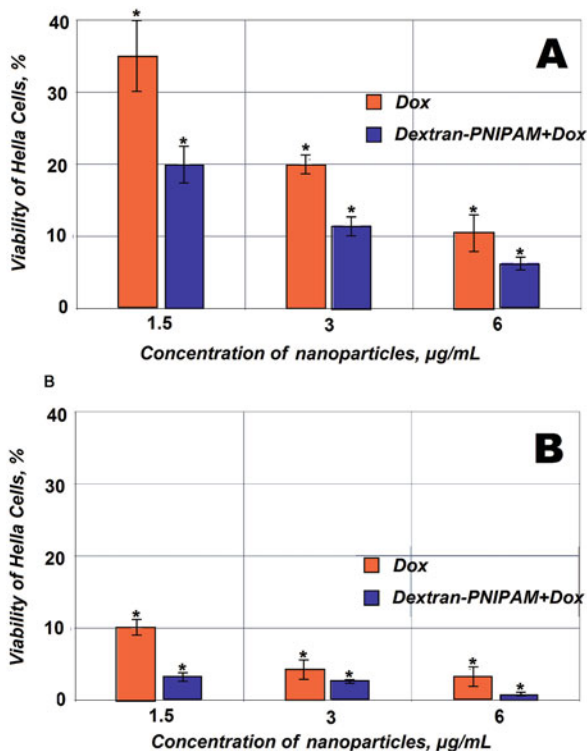 40
A
*
Dox
30
Dextran-PNIPAM+Dox
*
*
20
*
*
10
*
0
1.5 3 6
Viability of Hella Cells, %
Concentration of nanoparticles, µg/mL
B
40
B
30
20
Dox
Dextran-PNIPAM+Dox
10
*
*
*
*
*
*
0
1.5 3 6
Viability of Hella Cells, %
Concentration of nanoparticles, µg/mL